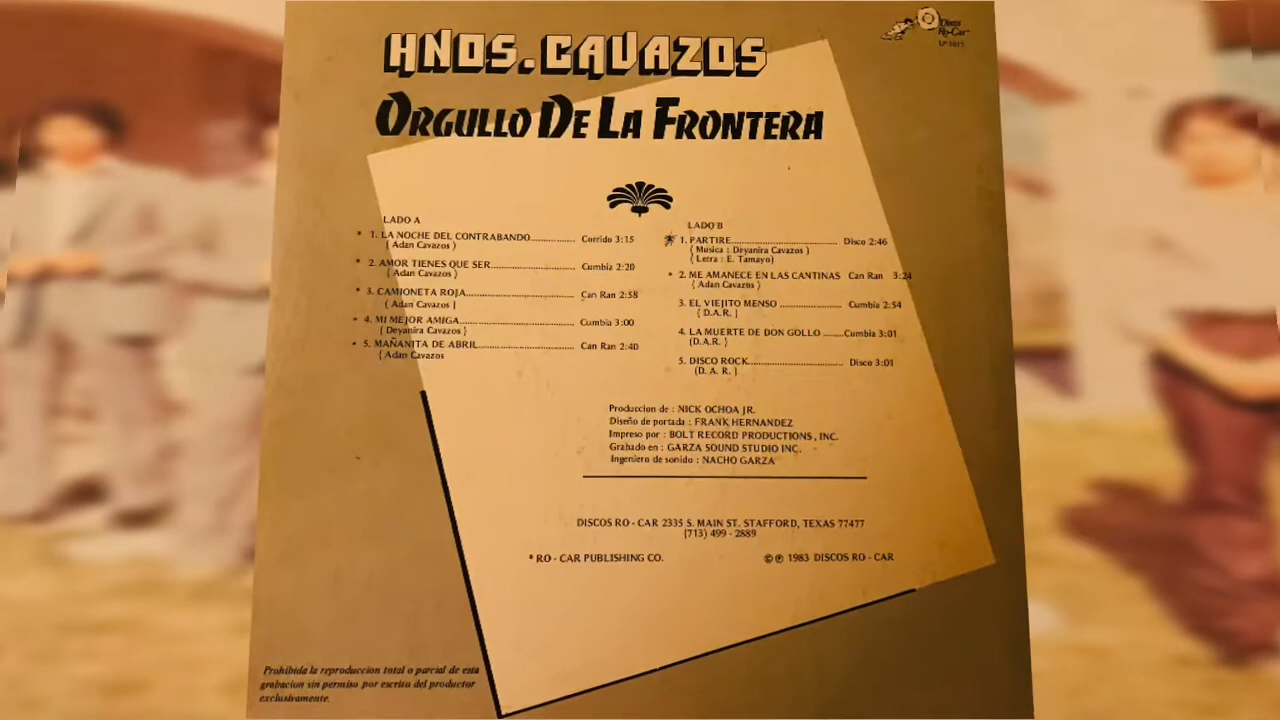 HNOS. CAVAZOS
Discos
Ro-Car
LP-1011
ORGULLO DE LA FRONTERA
LADO A
* 1. LA NOCHE DEL CONTRABANDO.............. Corrido 3:15
( Adan Cavazos )
* 2. AMOR TIENES QUE SER.......................... Cumbia 2:20
( Adan Cavazos )
* 3. CAMIONETA ROJA.................................. Can Ran 2:58
( Adan Cavazos ]
* 4. MI MEJOR AMIGA.................................... Cumbia 3:00
( Deyanira Cavazos )
* 5. MAÑANITA DE ABRIL.............................. Can Ran 2:40
( Adan Cavazos
LADO B
* 1. PARTIRE.................................. Disco 2:46
( Musica : Deyanira Cavazos )
( Letra : E. Tamayo)
* 2. ME AMANECE EN LAS CANTINAS Can Ran 3:24
( Adan Cavazos )
3. EL VIEJITO MENSO .................... Cumbia 2:54
( D.A.R. ]
4. LA MUERTE DE DON GOLLO .......Cumbia 3:01
(D.A.R. )
5. DISCO ROCK.............................. Disco 3:01
(D. A. R. ]
Produccion de : NICK OCHOA JR.
Diseño de portada : FRANK HERNANDEZ
Impreso por : BOLT RECORD PRODUCTIONS, INC.
Grabado en : GARZA SOUND STUDIO INC.
Ingeniero de sonido : NACHO GARZA
DISCOS RO - CAR 2335 S. MAIN ST. STAFFORD, TEXAS 77477
(713) 499 - 2889
* RO - CAR PUBLISHING CO.
© ℗ 1983 DISCOS RO - CAR
Prohibida la reproduccion total o parcial de esta
grabacion sin permiso por escrito del productor
exclusivamente.